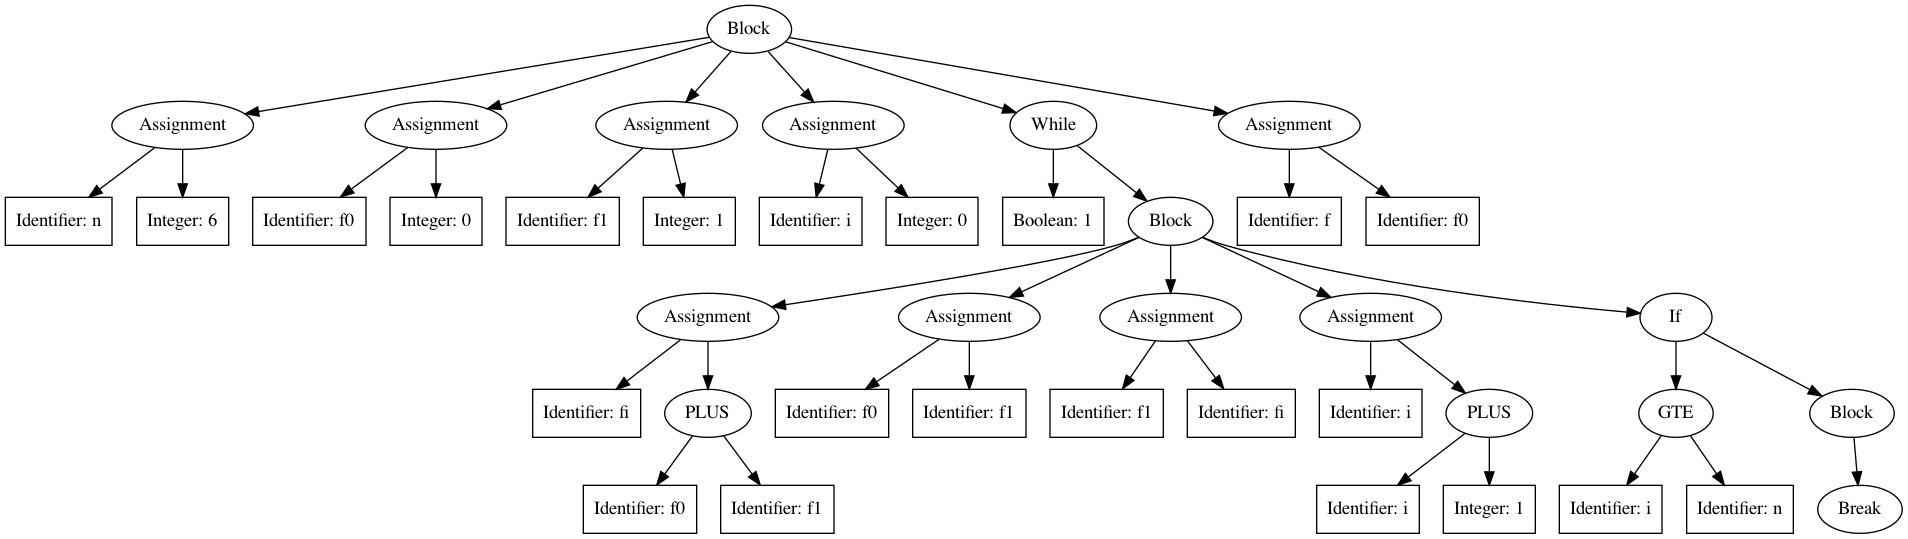 Block
Assignment
Assignment
Assignment
Assignment
While
Assignment
Identifier: n
Integer: 6
Identifier: f0
Integer: 0
Identifier: f1
Integer: 1
Identifier: i
Integer: 0
Boolean: 1
Block
Identifier: f
Identifier: f0
Assignment
Assignment
Assignment
Assignment
If
Identifier: fi
PLUS
Identifier: f0
Identifier: f1
Identifier: f1
Identifier: fi
Identifier: i
PLUS
GTE
Block
Identifier: f0
Identifier: f1
Identifier: i
Integer: 1
Identifier: i
Identifier: n
Break